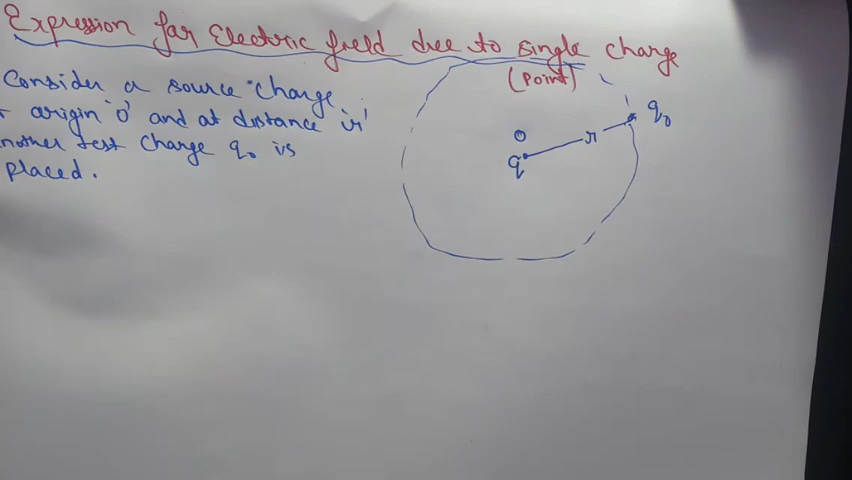 Expression for Electric field due to single charge
(Point)
Consider a source charge
origin 'O' and at distance 'r'
nother test charge q₀ is
placed.
O
q
r
q₀